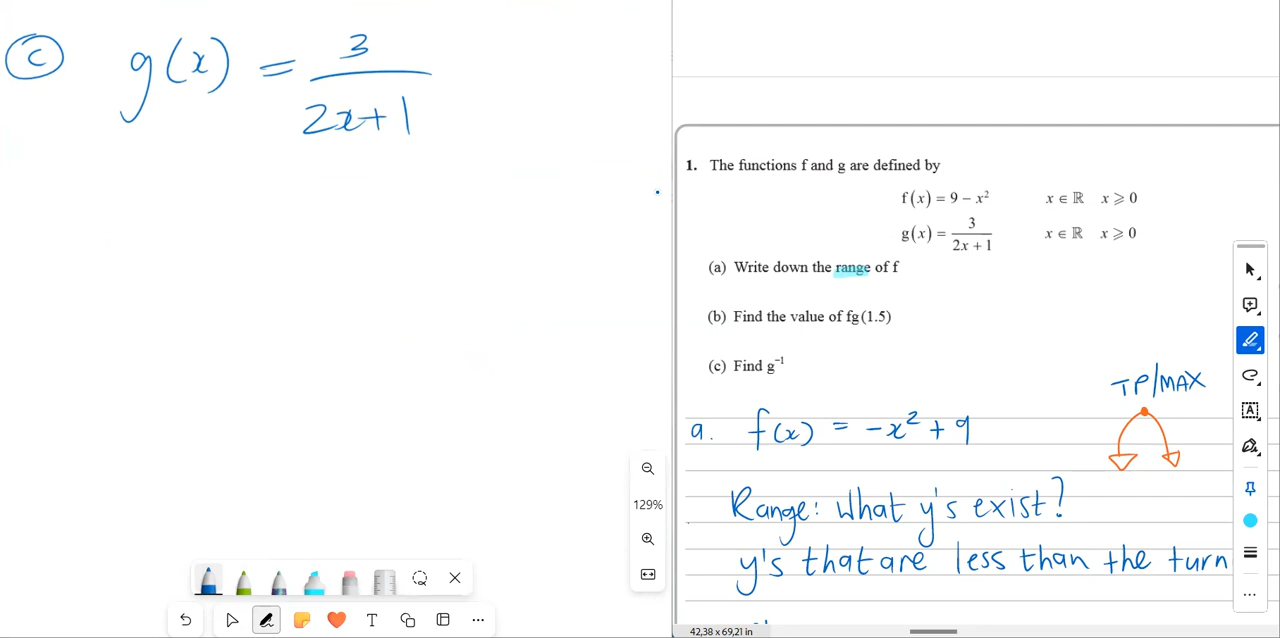 C g(x) = 3/(2x+1)
1. The functions f and g are defined by
f(x) = 9 − x² x ∈ ℝ x ⩾ 0
g(x) = 3/(2x + 1) x ∈ ℝ x ⩾ 0
(a) Write down the range of f
(b) Find the value of fg(1.5)
(c) Find g⁻¹
TP/MAX
a. f(x) = -x² + 9
Range: What y's exist?
y's that are less than the turn
129%
42,38 x 69,21 in